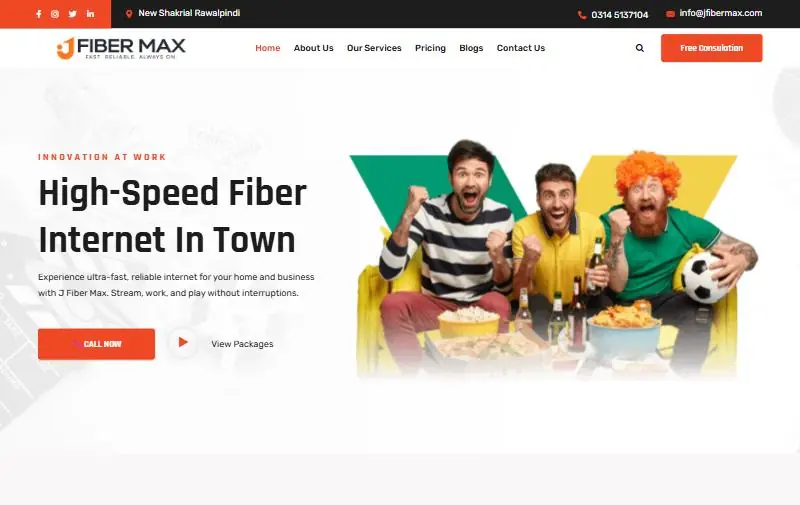 New Shakrial Rawalpindi
0314 5137104
info@jfibermax.com
J FIBER MAX
FAST. RELIABLE. ALWAYS ON.
Home
About Us
Our Services
Pricing
Blogs
Contact Us
Free Consulation
INNOVATION AT WORK
High-Speed Fiber
Internet In Town
Experience ultra-fast, reliable internet for your home and business
with J Fiber Max. Stream, work, and play without interruptions.
CALL NOW
View Packages